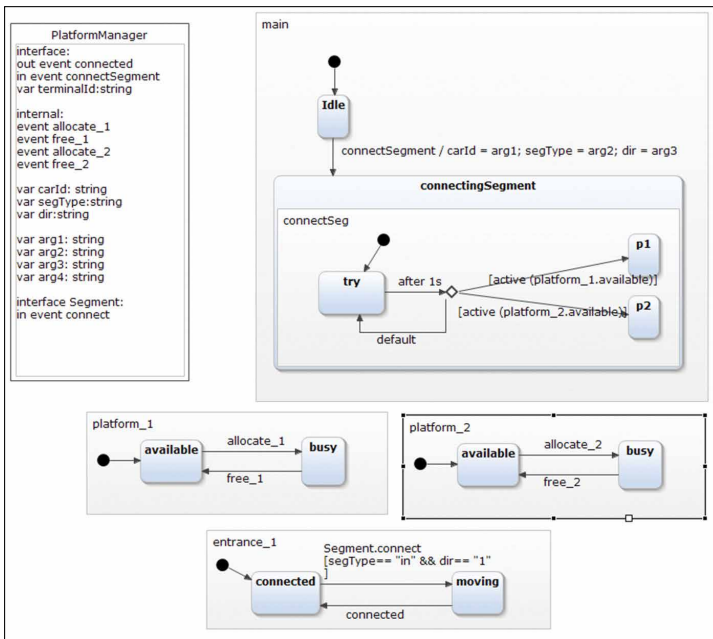 PlatformManager
interface:
out event connected
in event connectSegment
var terminalId:string
internal:
event allocate_1
event free_1
event allocate_2
event free_2
var carId: string
var segType:string
var dir:string
var arg1: string
var arg2: string
var arg3: string
var arg4: string
interface Segment:
in event connect
main
Idle
connectSegment / carId = arg1; segType = arg2; dir = arg3
connectingSegment
connectSeg
p1
try
after 1s
[active (platform_1.available)]
p2
[active (platform_2.available)]
default
platform_1
available
allocate_1
busy
free_1
platform_2
available
allocate_2
busy
free_2
entrance_1
Segment.connect
[segType== "in" && dir== "1"
]
connected
moving
connected